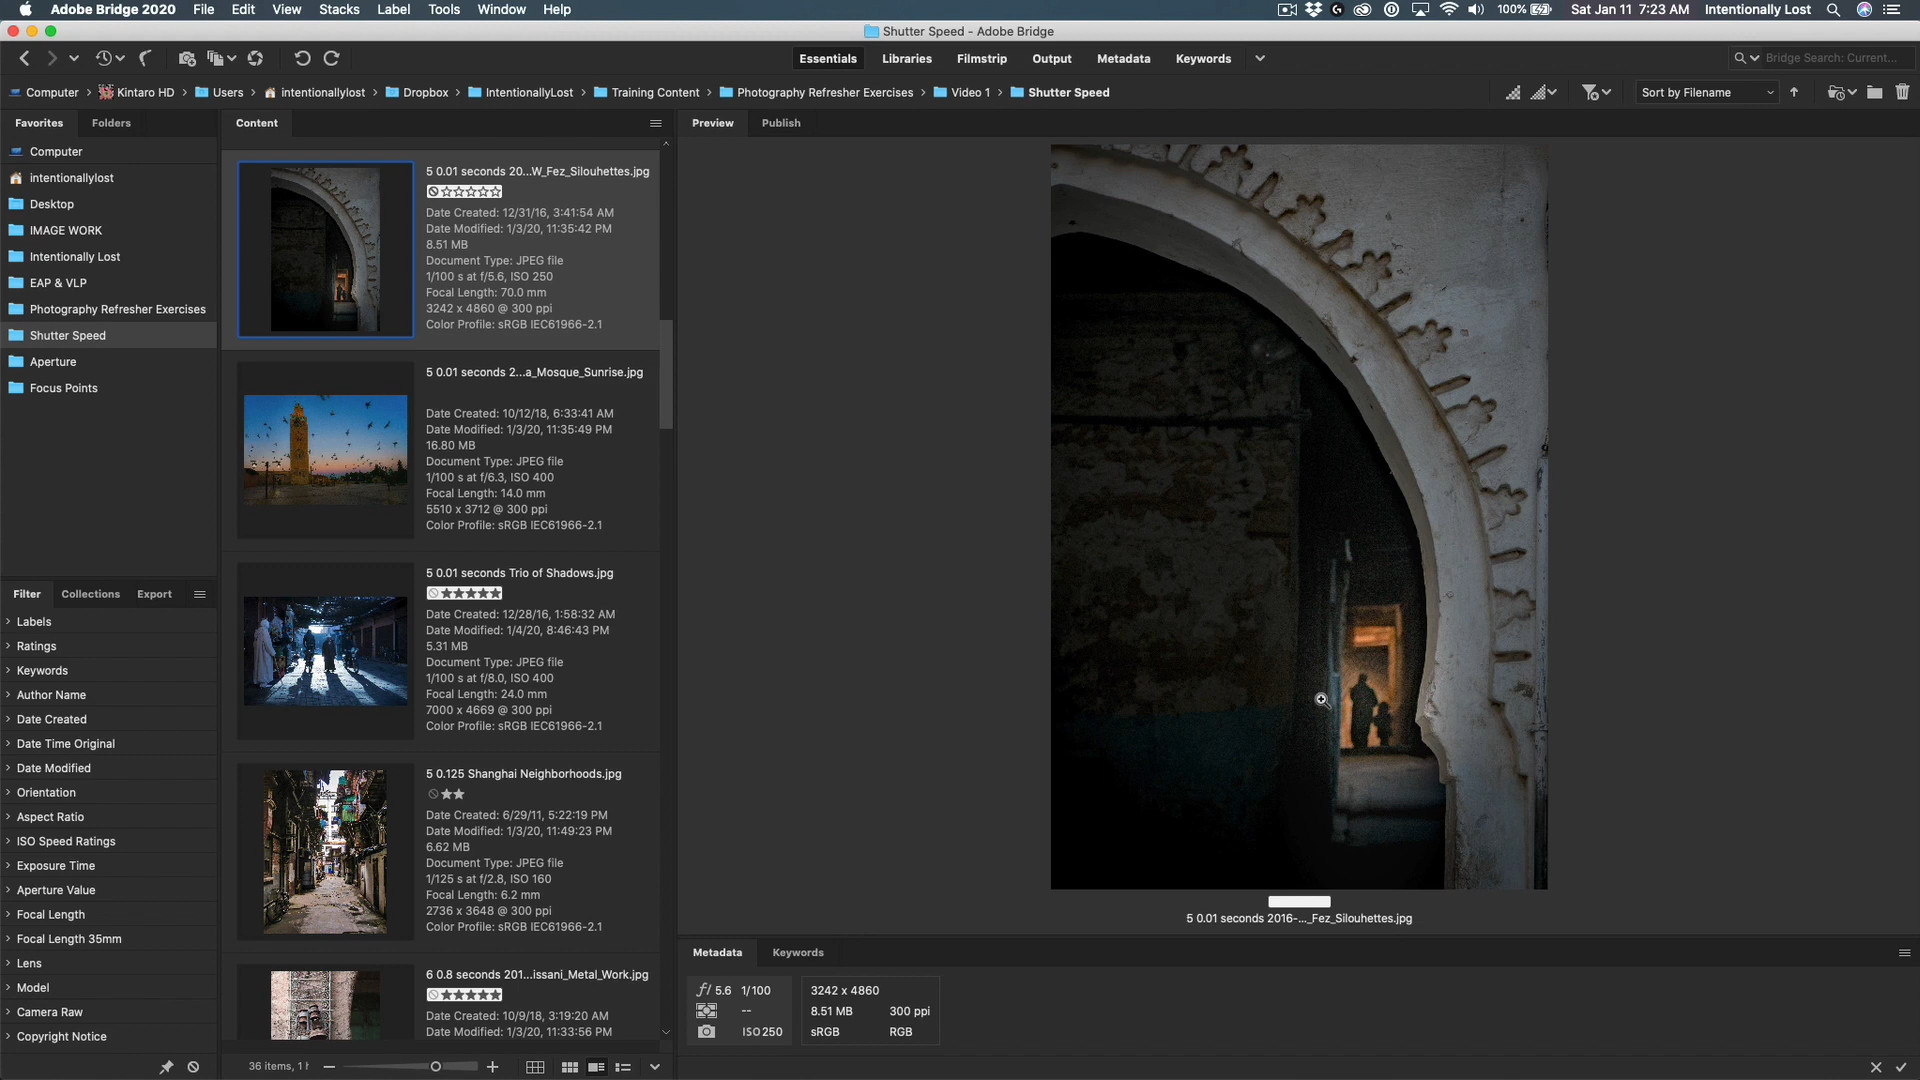 Adobe Bridge 2020 File Edit View Stacks Label Tools Window Help 100% Sat Jan 11 7:23 AM Intentionally Lost
Shutter Speed - Adobe Bridge
Essentials Libraries Filmstrip Output Metadata Keywords Bridge Search: Current...
Computer Kintaro HD Users intentionallylost Dropbox IntentionallyLost Training Content Photography Refresher Exercises Video 1 Shutter Speed Sort by Filename
Favorites Folders
Computer
intentionallylost
Desktop
IMAGE WORK
Intentionally Lost
EAP & VLP
Photography Refresher Exercises
Shutter Speed
Aperture
Focus Points
Filter Collections Export
Labels
Ratings
Keywords
Author Name
Date Created
Date Time Original
Date Modified
Orientation
Aspect Ratio
ISO Speed Ratings
Exposure Time
Aperture Value
Focal Length
Focal Length 35mm
Lens
Model
Camera Raw
Copyright Notice
Content
5 0.01 seconds 20...W_Fez_Silouhettes.jpg
Date Created: 12/31/16, 3:41:54 AM
Date Modified: 1/3/20, 11:35:42 PM
8.51 MB
Document Type: JPEG file
1/100 s at f/5.6, ISO 250
Focal Length: 70.0 mm
3242 x 4860 @ 300 ppi
Color Profile: sRGB IEC61966-2.1
5 0.01 seconds 2...a_Mosque_Sunrise.jpg
Date Created: 10/12/18, 6:33:41 AM
Date Modified: 1/3/20, 11:35:49 PM
16.80 MB
Document Type: JPEG file
1/100 s at f/6.3, ISO 400
Focal Length: 14.0 mm
5510 x 3712 @ 300 ppi
Color Profile: sRGB IEC61966-2.1
5 0.01 seconds Trio of Shadows.jpg
Date Created: 12/28/16, 1:58:32 AM
Date Modified: 1/4/20, 8:46:43 PM
5.31 MB
Document Type: JPEG file
1/100 s at f/8.0, ISO 400
Focal Length: 24.0 mm
7000 x 4669 @ 300 ppi
Color Profile: sRGB IEC61966-2.1
5 0.125 Shanghai Neighborhoods.jpg
Date Created: 6/29/11, 5:22:19 PM
Date Modified: 1/3/20, 11:49:23 PM
6.62 MB
Document Type: JPEG file
1/125 s at f/2.8, ISO 160
Focal Length: 6.2 mm
2736 x 3648 @ 300 ppi
Color Profile: sRGB IEC61966-2.1
6 0.8 seconds 201...issani_Metal_Work.jpg
Date Created: 10/9/18, 3:19:20 AM
Date Modified: 1/3/20, 11:33:56 PM
36 items, 1
Preview Publish
5 0.01 seconds 2016-..._Fez_Silouhettes.jpg
Metadata Keywords
f/ 5.6 1/100
--
ISO250
3242 x 4860
8.51 MB 300 ppi
sRGB RGB